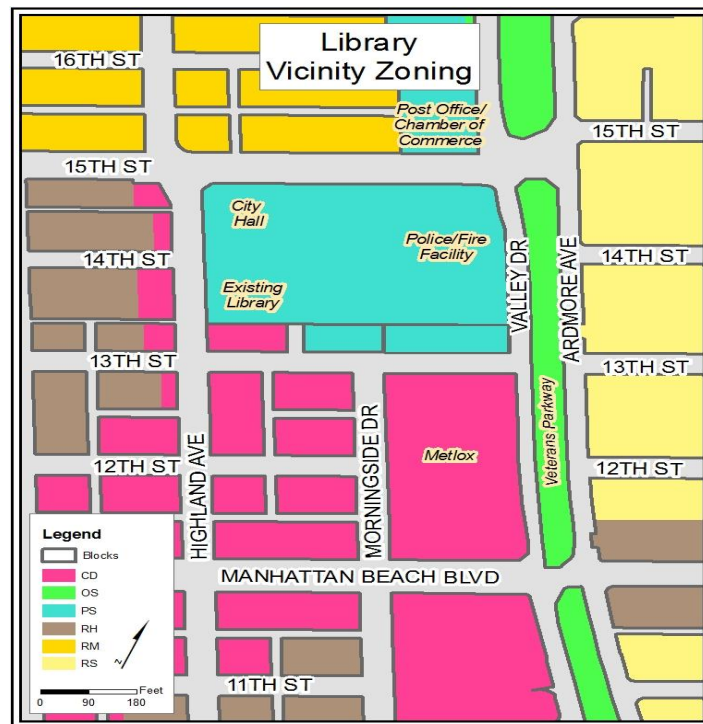 Library
Vicinity Zoning
16TH ST
Post Office/
Chamber of
Commerce
15TH ST
15TH ST
City
Hall
Police/Fire
Facility
VALLEY DR
ARDMORE AVE
14TH ST
14TH ST
Existing
Library
13TH ST
13TH ST
HIGHLAND AVE
MORNINGSIDE DR
Metlox
Veterans Parkway
12TH ST
12TH ST
MANHATTAN BEACH BLVD
11TH ST
Legend
Blocks
CD
OS
PS
RH
RM
RS
N
Feet
0 90 180